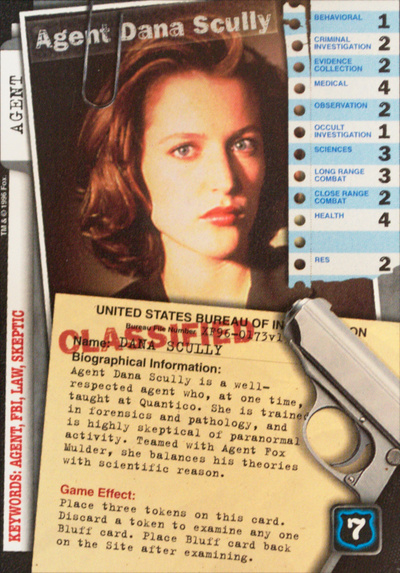 Agent Dana Scully
BEHAVIORAL 1
CRIMINAL INVESTIGATION 2
EVIDENCE COLLECTION 2
MEDICAL 4
OBSERVATION 2
OCCULT INVESTIGATION 1
SCIENCES 3
LONG RANGE COMBAT 3
CLOSE RANGE COMBAT 2
HEALTH 4
RES 2
AGENT
TM & © 1996 Fox.
KEYWORDS: AGENT, FBI, LAW, SKEPTIC
UNITED STATES BUREAU OF IN ION
Bureau File Number XP96-0173v1
CLASSIFIED
Name: DANA SCULLY
Biographical Information:
Agent Dana Scully is a well-
respected agent who, at one time,
taught at Quantico. She is trained
in forensics and pathology, and
is highly skeptical of paranormal
activity. Teamed with Agent Fox
Mulder, she balances his theories
with scientific reason.
Game Effect:
Place three tokens on this card.
Discard a token to examine any one
Bluff card. Place Bluff card back
on the Site after examining.
7